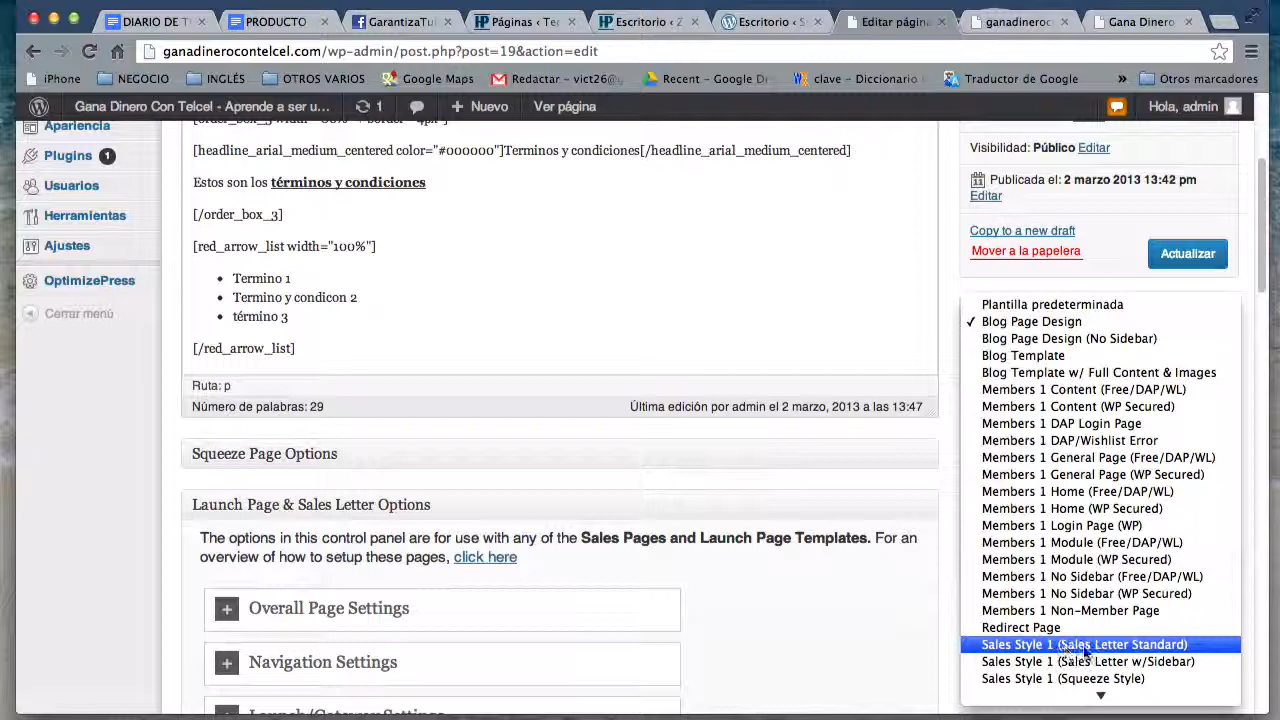 DIARIO DE T
PRODUCTO
GarantizaTu
Páginas ‹ Te
Escritorio ‹ Z
Escritorio ‹
Editar página
ganadineroc
Gana Dinero
ganadinerocontelcel.com/wp-admin/post.php?post=19&action=edit
iPhone
NEGOCIO
INGLÉS
OTROS VARIOS
Google Maps
Redactar – vict26@
Recent – Google D
clave – Diccionario
Traductor de Google
»
Otros marcadores
Gana Dinero Con Telcel - Aprende a ser u...
1
Nuevo
Ver página
Hola, admin
Apariencia
Plugins 1
Usuarios
Herramientas
Ajustes
OptimizePress
Cerrar menú
[headline_arial_medium_centered color="#000000"]Terminos y condiciones[/headline_arial_medium_centered]
Estos son los términos y condiciones
[/order_box_3]
[red_arrow_list width="100%"]
• Termino 1
• Termino y condicon 2
• término 3
[/red_arrow_list]
Ruta: p
Número de palabras: 29
Última edición por admin el 2 marzo, 2013 a las 13:47
Squeeze Page Options
Launch Page & Sales Letter Options
The options in this control panel are for use with any of the Sales Pages and Launch Page Templates. For an
overview of how to setup these pages, click here
Overall Page Settings
Navigation Settings
Visibilidad: Público Editar
Publicada el: 2 marzo 2013 13:42 pm
Editar
Copy to a new draft
Mover a la papelera
Actualizar
Plantilla predeterminada
✓ Blog Page Design
Blog Page Design (No Sidebar)
Blog Template
Blog Template w/ Full Content & Images
Members 1 Content (Free/DAP/WL)
Members 1 Content (WP Secured)
Members 1 DAP Login Page
Members 1 DAP/Wishlist Error
Members 1 General Page (Free/DAP/WL)
Members 1 General Page (WP Secured)
Members 1 Home (Free/DAP/WL)
Members 1 Home (WP Secured)
Members 1 Login Page (WP)
Members 1 Module (Free/DAP/WL)
Members 1 Module (WP Secured)
Members 1 No Sidebar (Free/DAP/WL)
Members 1 No Sidebar (WP Secured)
Members 1 Non-Member Page
Redirect Page
Sales Style 1 (Sales Letter Standard)
Sales Style 1 (Sales Letter w/Sidebar)
Sales Style 1 (Squeeze Style)